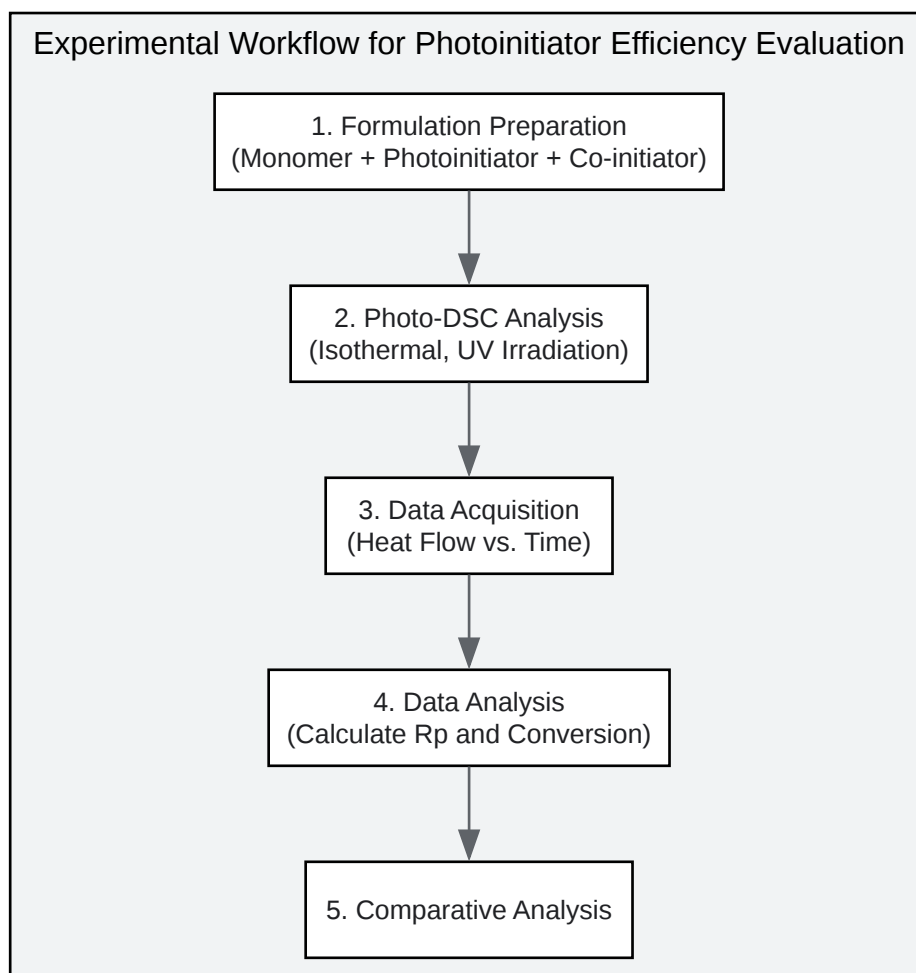 Experimental Workflow for Photoinitiator Efficiency Evaluation
1. Formulation Preparation
(Monomer + Photoinitiator + Co-initiator)
2. Photo-DSC Analysis
(Isothermal, UV Irradiation)
3. Data Acquisition
(Heat Flow vs. Time)
4. Data Analysis
(Calculate Rp and Conversion)
5. Comparative Analysis